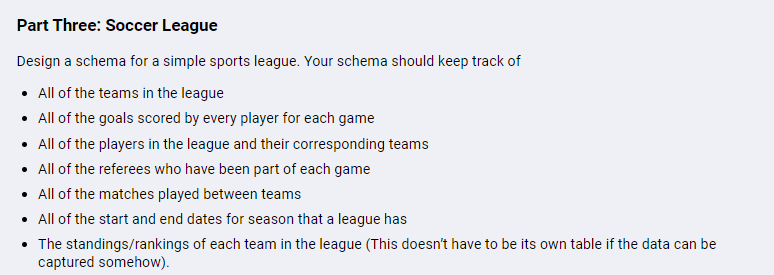 Part Three: Soccer League
Design a schema for a simple sports league. Your schema should keep track of
• All of the teams in the league
• All of the goals scored by every player for each game
• All of the players in the league and their corresponding teams
• All of the referees who have been part of each game
• All of the matches played between teams
• All of the start and end dates for season that a league has
• The standings/rankings of each team in the league (This doesn't have to be its own table if the data can be
captured somehow).